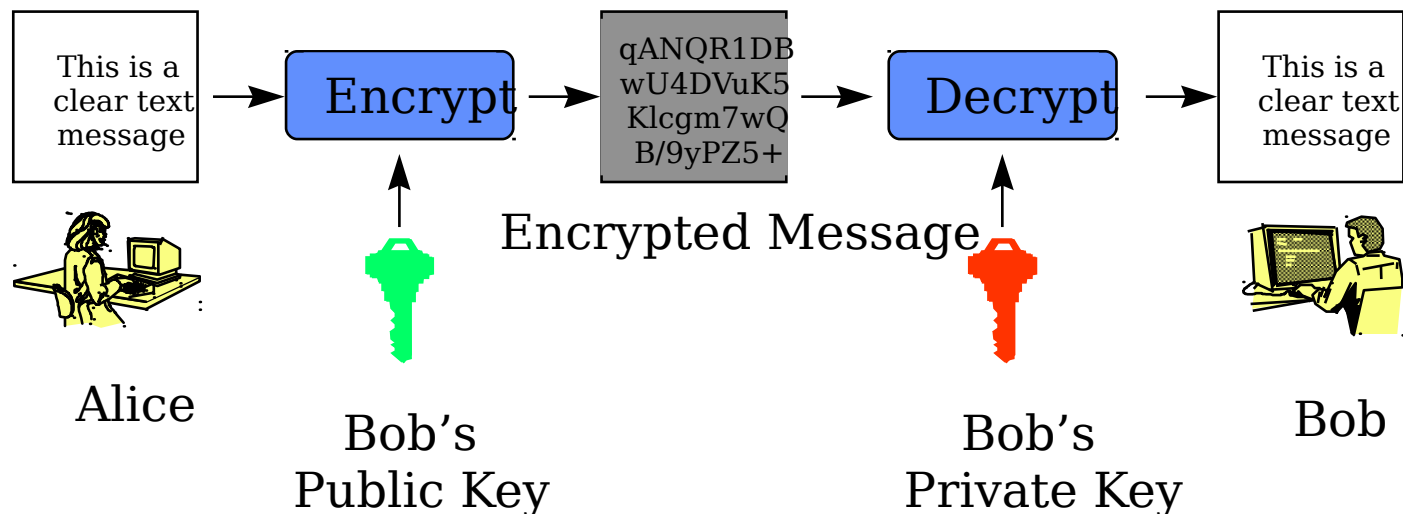 This is a
clear text
message
Encrypt
qANQR1DB
wU4DVuK5
Klcgm7wQ
B/9yPZ5+
Decrypt
This is a
clear text
message
Encrypted Message
Alice
Bob’s
Public Key
Bob’s
Private Key
Bob